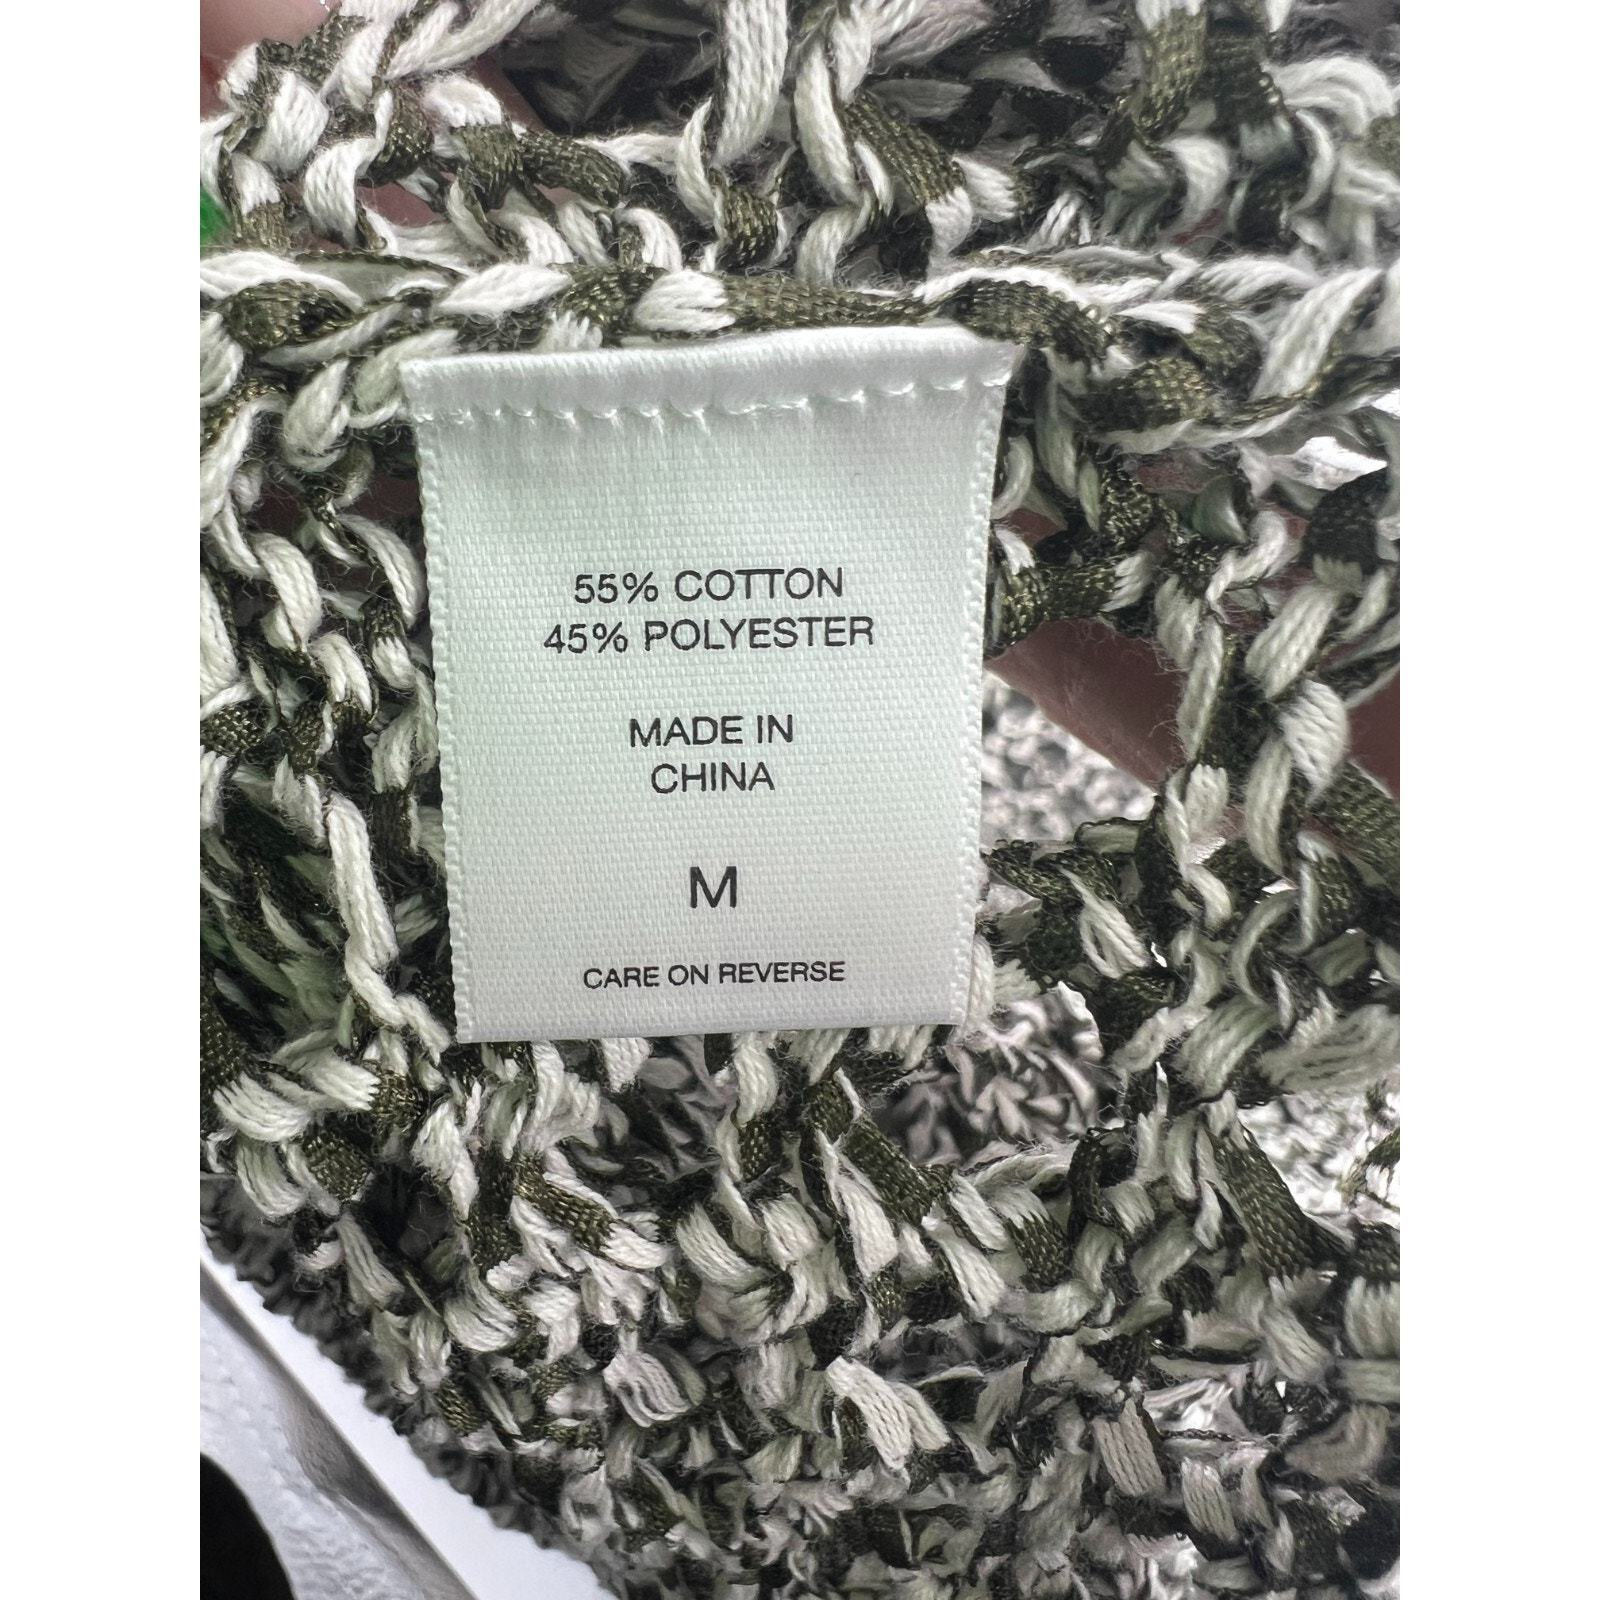 55% COTTON
45% POLYESTER
MADE IN
CHINA
M
CARE ON REVERSE